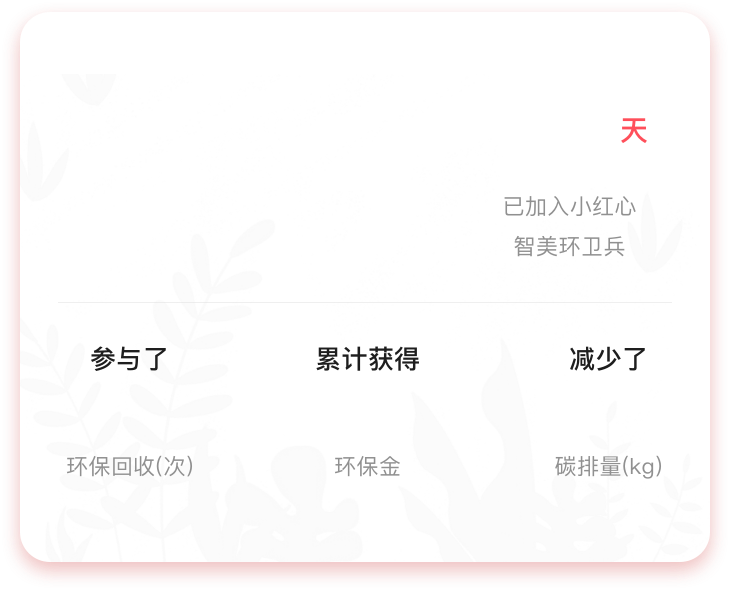 天
已加入小红心
智美环卫兵
参与了 累计获得 减少了
环保回收(次) 环保金 碳排量(kg)